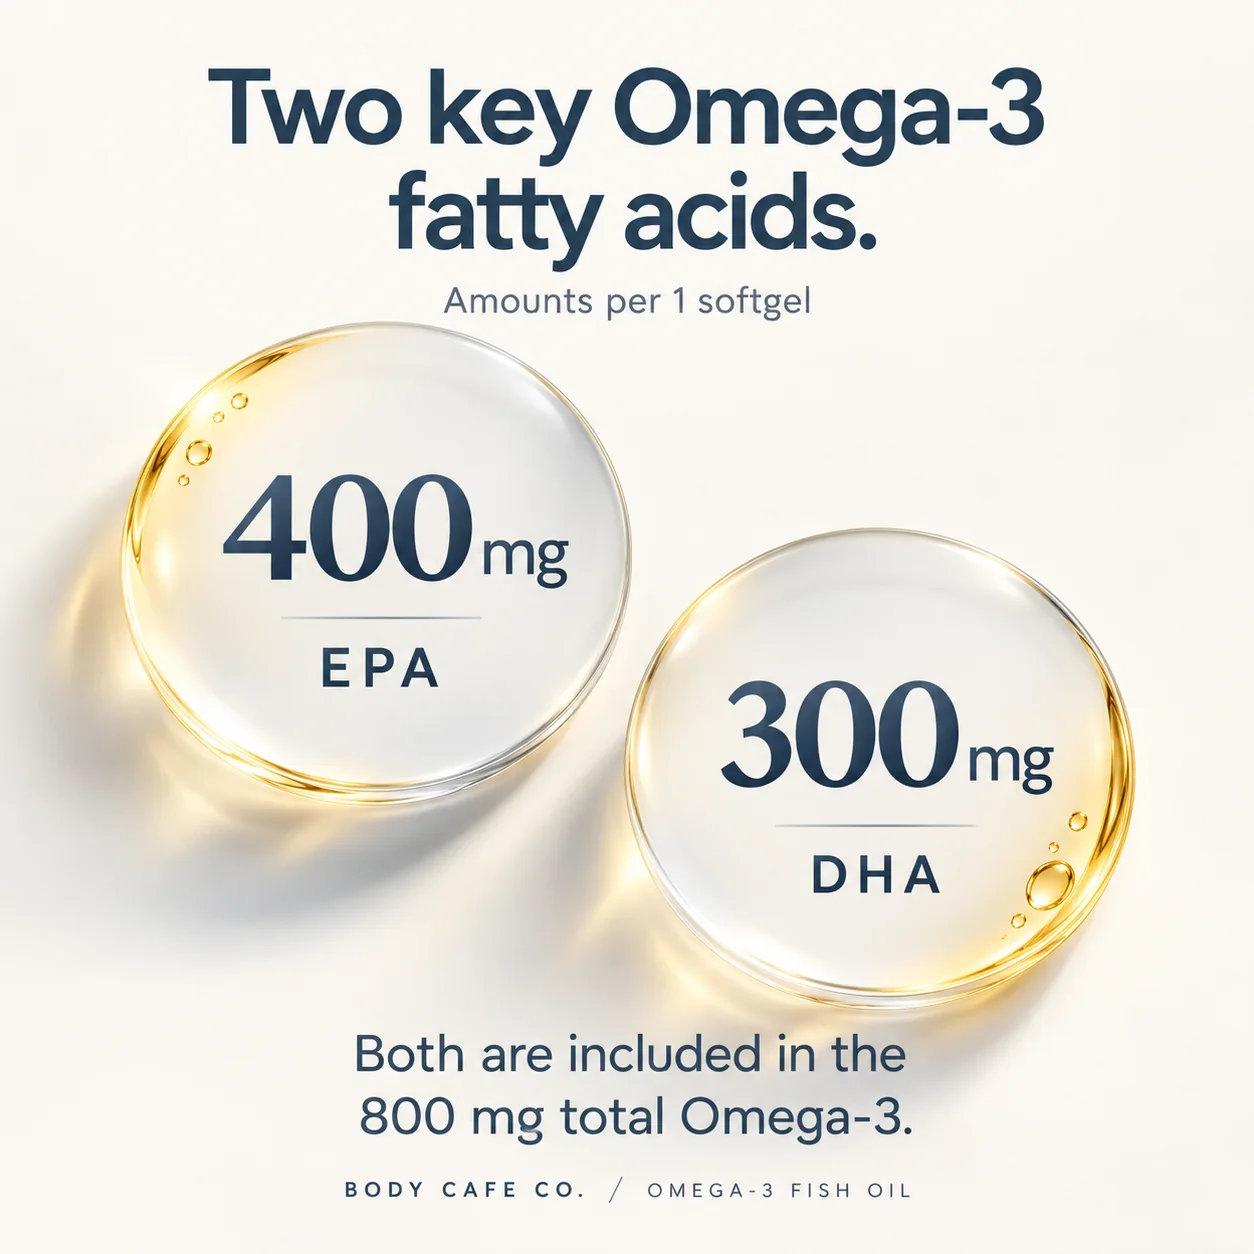 Two key Omega-3
fatty acids.
Amounts per 1 softgel
400 mg
EPA
300 mg
DHA
Both are included in the
800 mg total Omega-3.
BODY CAFE CO. / OMEGA-3 FISH OIL